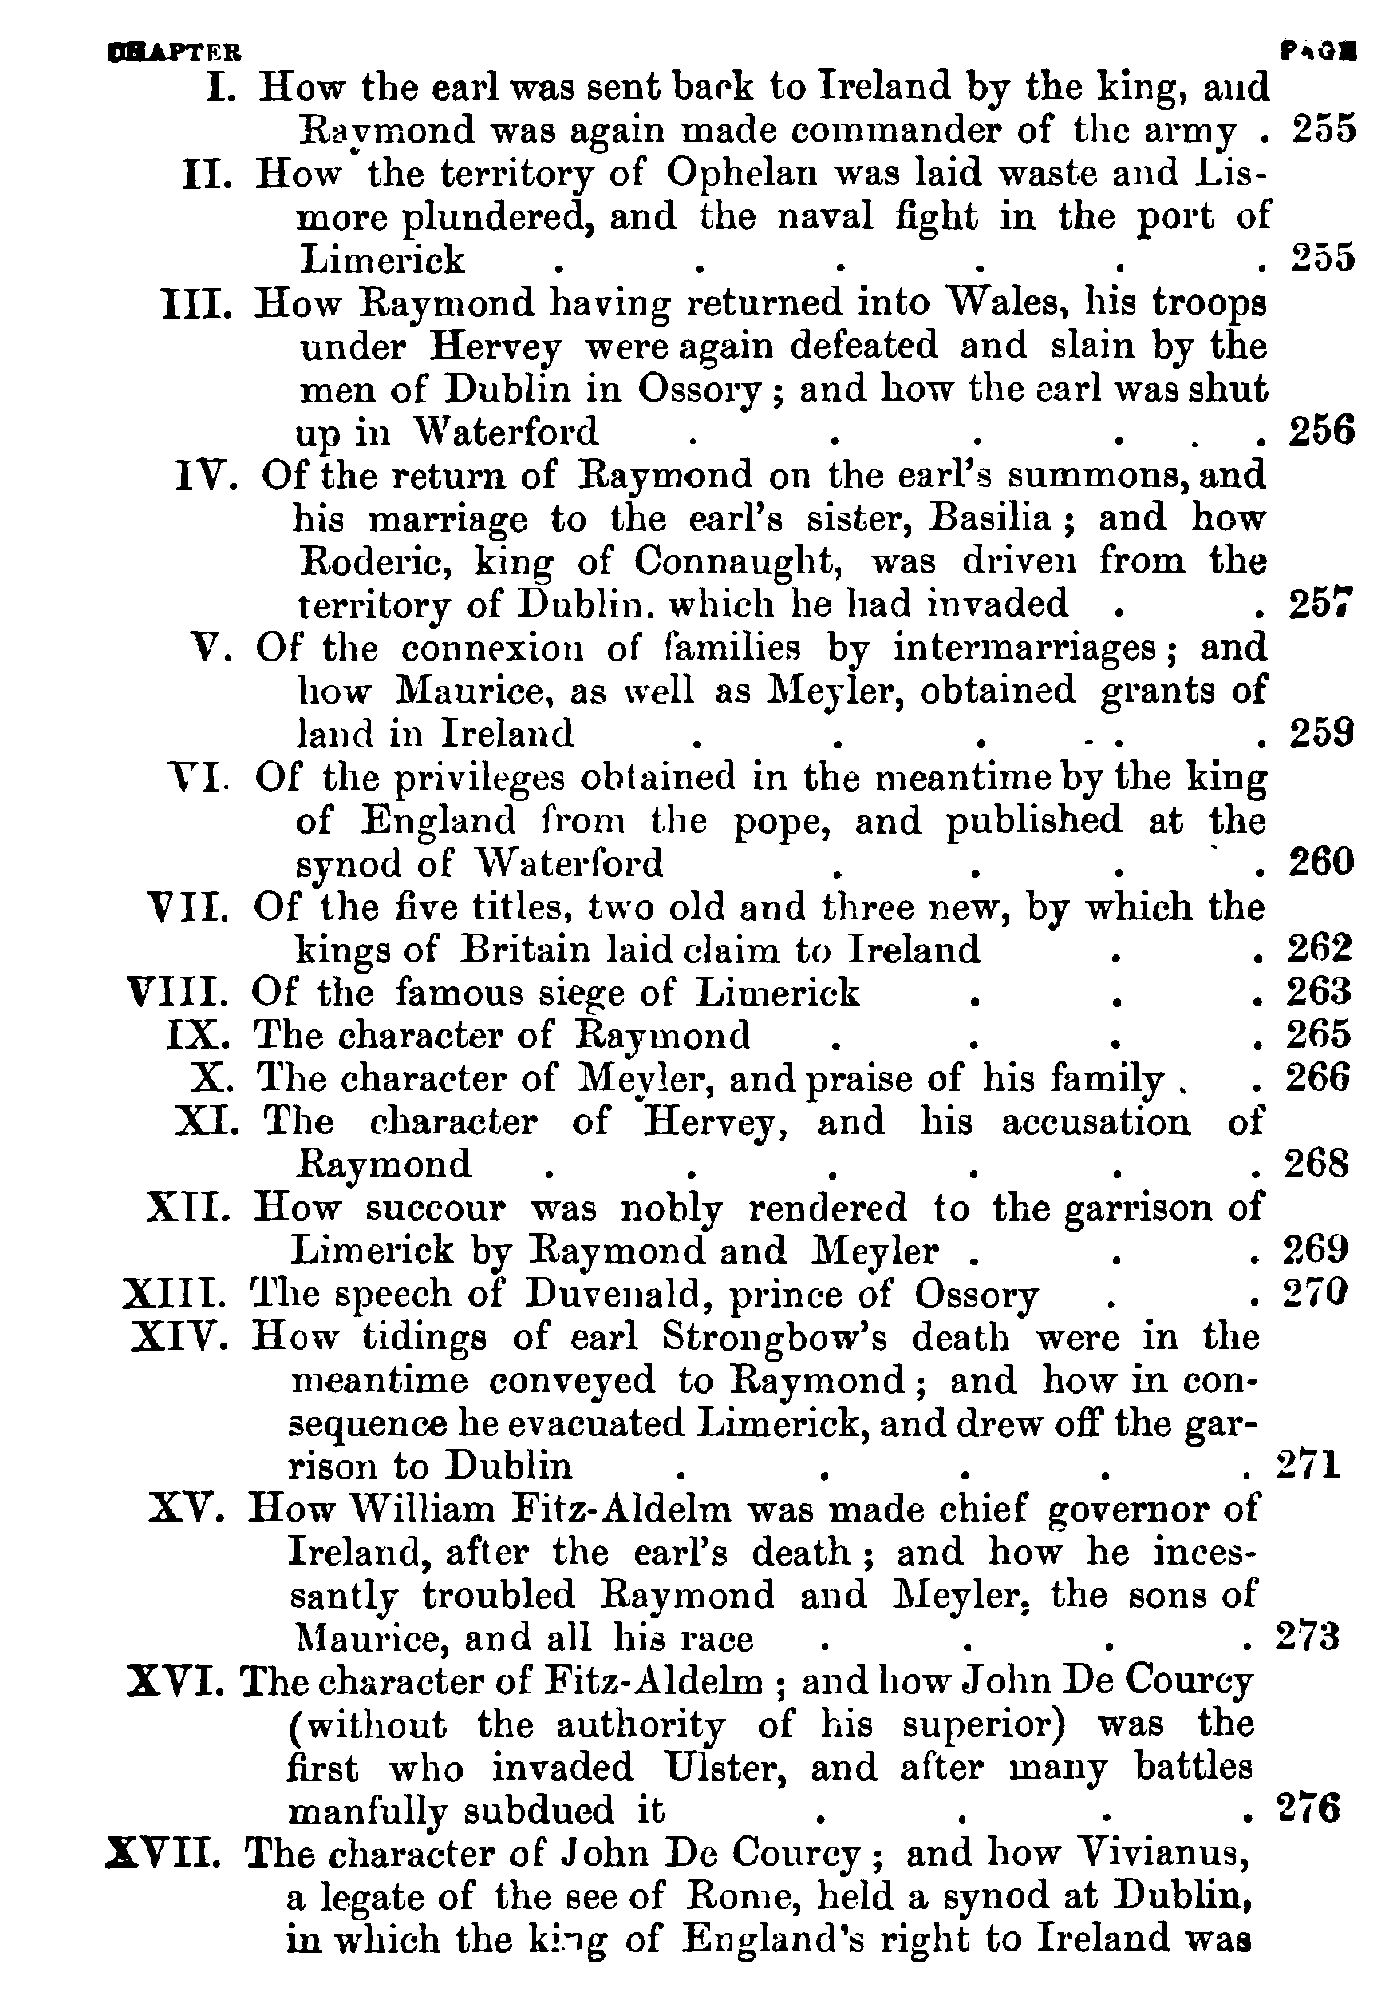 CHAPTER PAGE
I. How the earl was sent back to Ireland by the king, and
Raymond was again made commander of the army . 255
II. How the territory of Ophelan was laid waste and Lis-
more plundered, and the naval fight in the port of
Limerick . . . . . . 255
III. How Raymond having returned into Wales, his troops
under Hervey were again defeated and slain by the
men of Dublin in Ossory ; and how the earl was shut
up in Waterford . . . . . . 256
IV. Of the return of Raymond on the earl's summons, and
his marriage to the earl's sister, Basilia ; and how
Roderic, king of Connaught, was driven from the
territory of Dublin. which he had invaded . . 257
V. Of the connexion of families by intermarriages ; and
how Maurice, as well as Meyler, obtained grants of
land in Ireland . . . . . 259
VI. Of the privileges obtained in the meantime by the king
of England from the pope, and published at the
synod of Waterford . . . . 260
VII. Of the five titles, two old and three new, by which the
kings of Britain laid claim to Ireland . . 262
VIII. Of the famous siege of Limerick . . . 263
IX. The character of Raymond . . . . 265
X. The character of Meyler, and praise of his family . . 266
XI. The character of Hervey, and his accusation of
Raymond . . . . . . 268
XII. How succour was nobly rendered to the garrison of
Limerick by Raymond and Meyler . . . 269
XIII. The speech of Duvenald, prince of Ossory . . 270
XIV. How tidings of earl Strongbow's death were in the
meantime conveyed to Raymond ; and how in con-
sequence he evacuated Limerick, and drew off the gar-
rison to Dublin . . . . . 271
XV. How William Fitz-Aldelm was made chief governor of
Ireland, after the earl's death ; and how he inces-
santly troubled Raymond and Meyler, the sons of
Maurice, and all his race . . . . 273
XVI. The character of Fitz-Aldelm ; and how John De Courcy
(without the authority of his superior) was the
first who invaded Ulster, and after many battles
manfully subdued it . . . . 276
XVII. The character of John De Courcy ; and how Vivianus,
a legate of the see of Rome, held a synod at Dublin,
in which the king of England's right to Ireland was